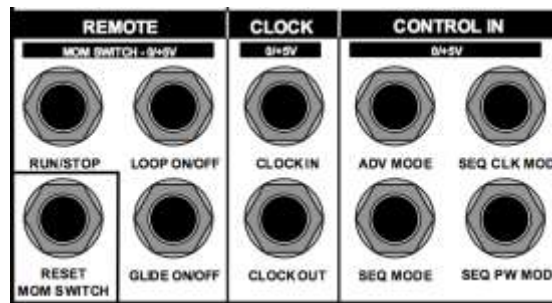 REMOTE CLOCK CONTROL IN
MOM SWITCH - 0/+5V 0/+5V 0/+5V
RUN/STOP LOOP ON/OFF CLOCK IN ADV MODE SEQ CLK MOD
RESET GLIDE ON/OFF CLOCK OUT SEQ MODE SEQ PW MOD
MOM SWITCH